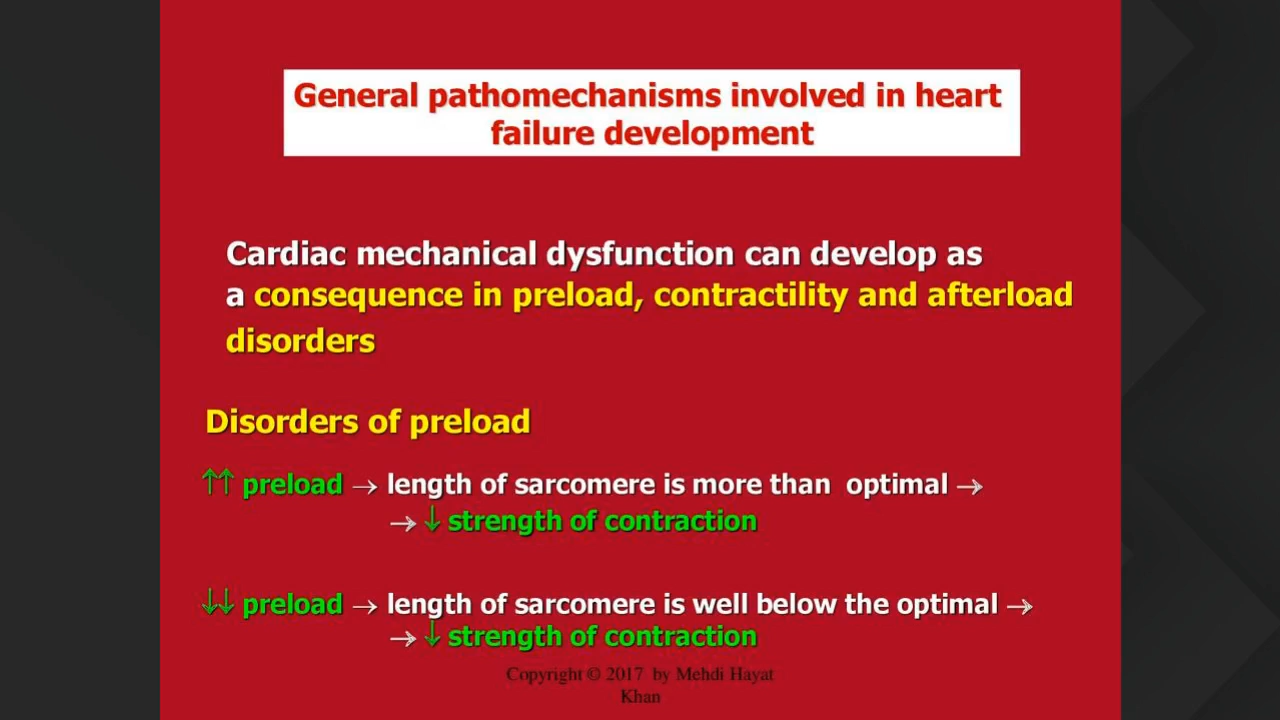 General pathomechanisms involved in heart
failure development
Cardiac mechanical dysfunction can develop as
a consequence in preload, contractility and afterload
disorders
Disorders of preload
↑↑ preload → length of sarcomere is more than optimal →
→ ↓ strength of contraction
↓↓ preload → length of sarcomere is well below the optimal →
→ ↓ strength of contraction
Copyright © 2017 by Mehdi Hayat
Khan